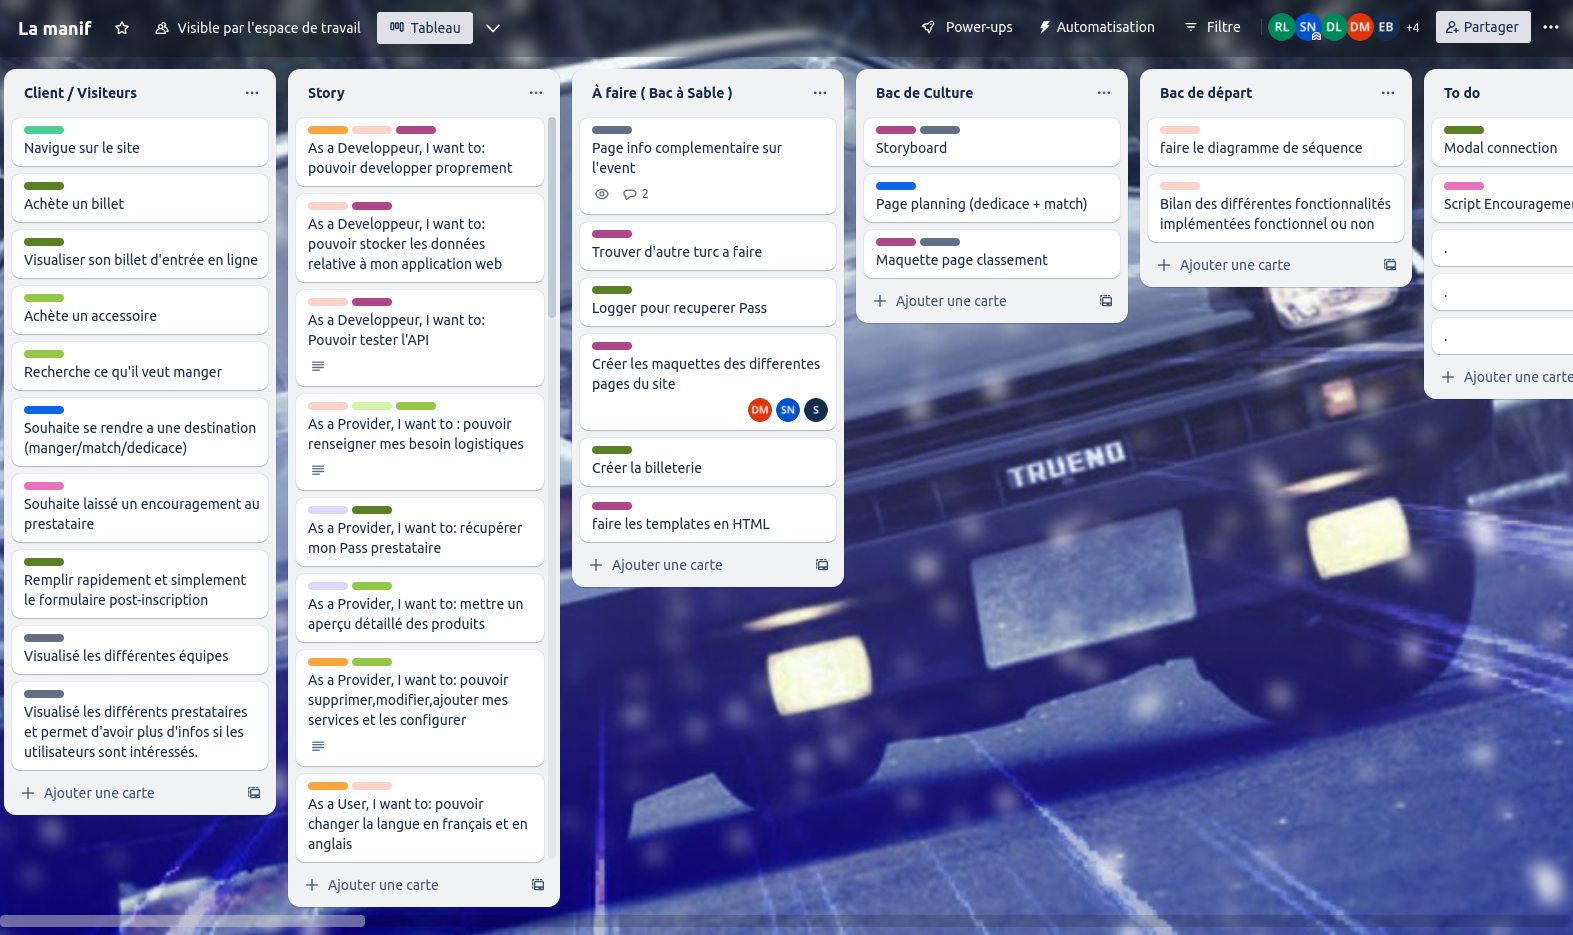 La manif
Visible par l'espace de travail
Tableau
Power-ups
Automatisation
Filtre
RL
SN
DL
DM
EB
+4
Partager
Client / Visiteurs
Navigue sur le site
Achète un billet
Visualiser son billet d'entrée en ligne
Achète un accessoire
Recherche ce qu'il veut manger
Souhaite se rendre a une destination
(manger/match/dedicace)
Souhaite laissé un encouragement au
prestataire
Remplir rapidement et simplement
le formulaire post-inscription
Visualisé les différentes équipes
Visualisé les différents prestataires
et permet d'avoir plus d'infos si les
utilisateurs sont intéressés.
Ajouter une carte
Story
As a Developpeur, I want to:
pouvoir developper proprement
As a Developpeur, I want to:
pouvoir stocker les données
relative à mon application web
As a Developpeur, I want to:
Pouvoir tester l'API
As a Provider, I want to : pouvoir
renseigner mes besoin logistiques
As a Provider, I want to: récupérer
mon Pass prestataire
As a Provider, I want to: mettre un
aperçu détaillé des produits
As a Provider, I want to: pouvoir
supprimer,modifier,ajouter mes
services et les configurer
As a User, I want to: pouvoir
changer la langue en français et en
anglais
Ajouter une carte
À faire ( Bac à Sable )
Page info complementaire sur
l'event
2
Trouver d'autre turc a faire
Logger pour recuperer Pass
Créer les maquettes des differentes
pages du site
DM
SN
S
Créer la billeterie
faire les templates en HTML
Ajouter une carte
Bac de Culture
Storyboard
Page planning (dedicace + match)
Maquette page classement
Ajouter une carte
Bac de départ
faire le diagramme de séquence
Bilan des différentes fonctionnalités
implémentées fonctionnel ou non
Ajouter une carte
To do
Modal connection
Script Encourageme
.
.
.
Ajouter une carte
TRUENO